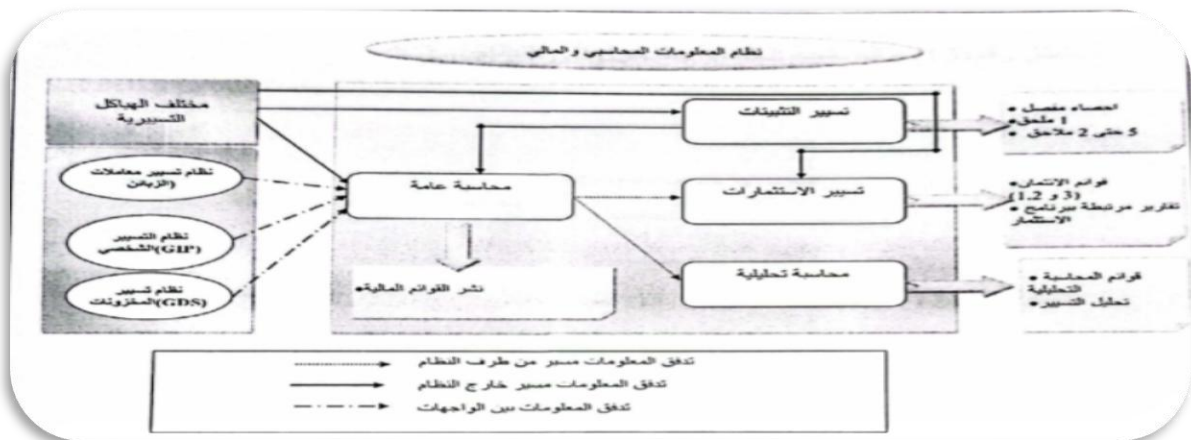 نظام المعلومات المحاسبي والمالي
مختلف الهياكل
التسييرية
نظام تسيير معاملات
(الزبائن
نظام التسيير
(GIP)الشخصي
نظام تسيير
(GDS)المخزونات
محاسبة عامة
نشر القوائم المالية•
تسيير التثبيتات
تسيير الاستثمارات
محاسبة تحليلية
احصاء مفصل •
1 ملحق•
5 حتى 2 ملاحق •
قوائم الائتمان•
(1,2 و 3)
تقارير مرتبطة ببرنامج •
الاستثمار
قوائم المحاسبة •
التحليلية
تحليل التسيير•
تدفق المعلومات مسير من طرف النظام
تدفق المعلومات مسير خارج النظام
تدفق المعلومات بين الواجهات